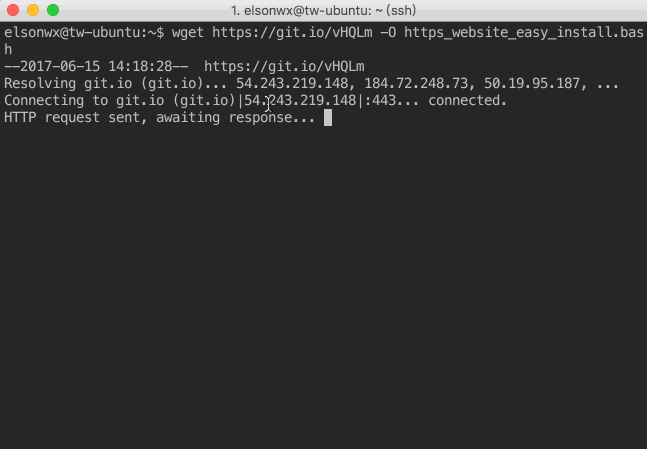 1. elsonwx@tw-ubuntu: ~ (ssh)
elsonwx@tw-ubuntu:~$ wget https://git.io/vHQLm -O https_website_easy_install.bas
h
--2017-06-15 14:18:28--  https://git.io/vHQLm
Resolving git.io (git.io)... 54.243.219.148, 184.72.248.73, 50.19.95.187, ...
Connecting to git.io (git.io)|54.243.219.148|:443... connected.
HTTP request sent, awaiting response...